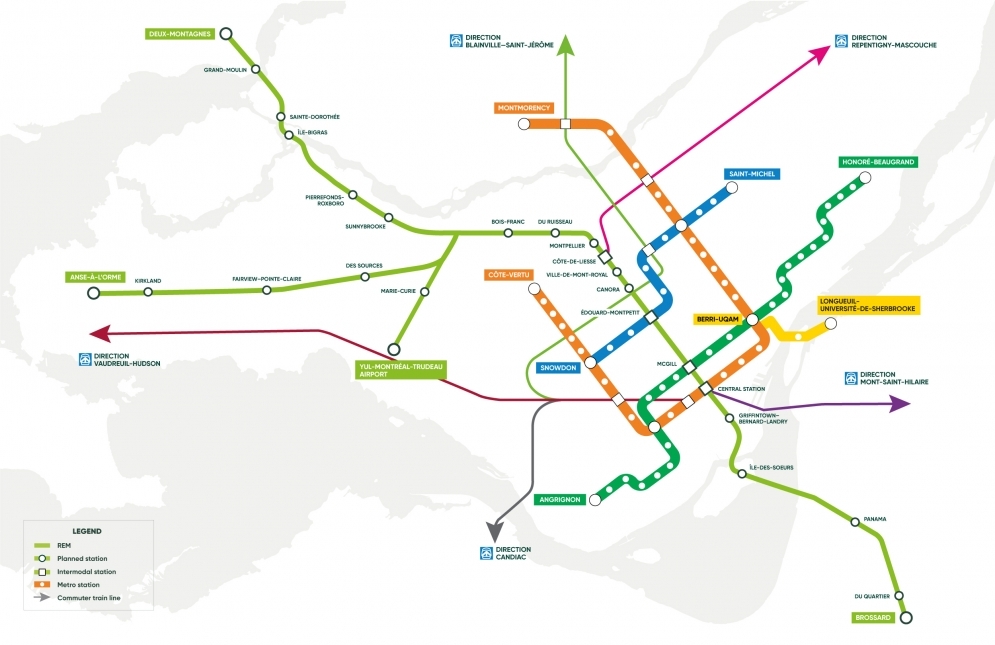 DEUX-MONTAGNES
DIRECTION
BLAINVILLE–SAINT-JÉRÔME
DIRECTION
REPENTIGNY-MASCOUCHE
GRAND-MOULIN
MONTMORENCY
SAINTE-DOROTHÉE
ÎLE-BIGRAS
HONORÉ-BEAUGRAND
SAINT-MICHEL
PIERREFONDS-
ROXBORO
SUNNYBROOKE
BOIS-FRANC
DU RUISSEAU
MONTPELLIER
CÔTE-DE-LIESSE
DES SOURCES
ANSE-À-L'ORME
KIRKLAND
FAIRVIEW-POINTE-CLAIRE
CÔTE-VERTU
VILLE-DE-MONT-ROYAL
MARIE-CURIE
CANORA
LONGUEUIL-
UNIVERSITÉ-DE-SHERBROOKE
ÉDOUARD-MONTPETIT
BERRI-UQAM
DIRECTION
VAUDREUIL-HUDSON
YUL-MONTRÉAL-TRUDEAU
AIRPORT
SNOWDON
MCGILL
DIRECTION
MONT-SAINT-HILAIRE
CENTRAL STATION
GRIFFINTOWN–
BERNARD-LANDRY
ÎLE-DES-SOEURS
ANGRIGNON
PANAMA
DIRECTION
CANDIAC
LEGEND
REM
Planned station
Intermodal station
Metro station
Commuter train line
DU QUARTIER
BROSSARD